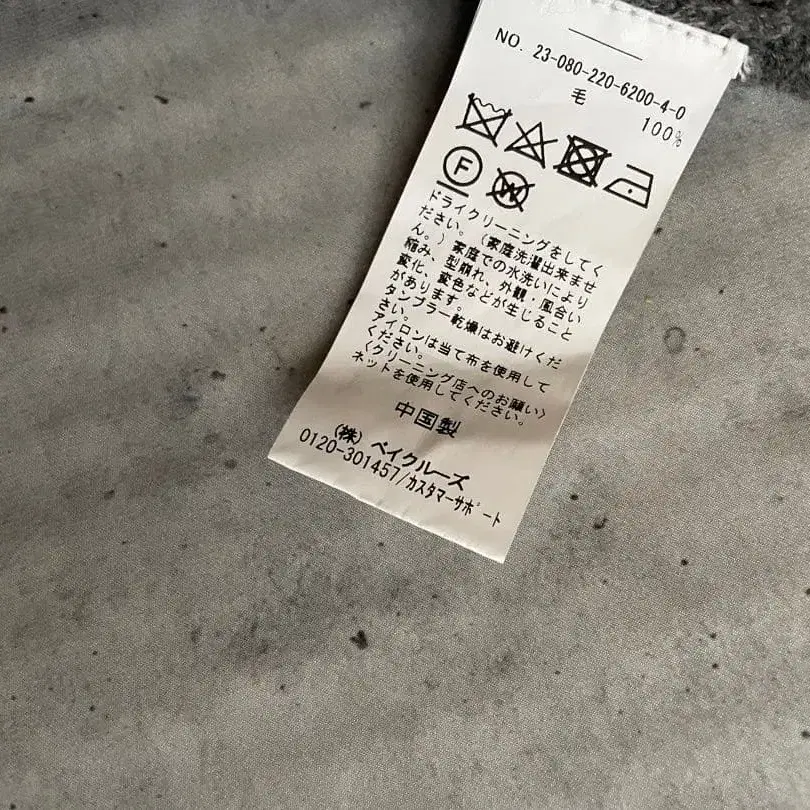 NO. 23-080-220-6200-4-0
毛 100%
F
W
ドライクリーニングをしてく
ださい。(家庭洗濯出来ませ
ん。)家庭での水洗いにより
縮み、型崩れ、外観・風合い
変化、変色などが生じること
があります。
タンブラー乾燥はお避けくだ
さい。
アイロンは当て布を使用して
ください。
〈クリーニング店へのお願い〉
ネットを使用してください。
中国製
(株)ベイクルーズ
0120-301457/カスタマーサポート